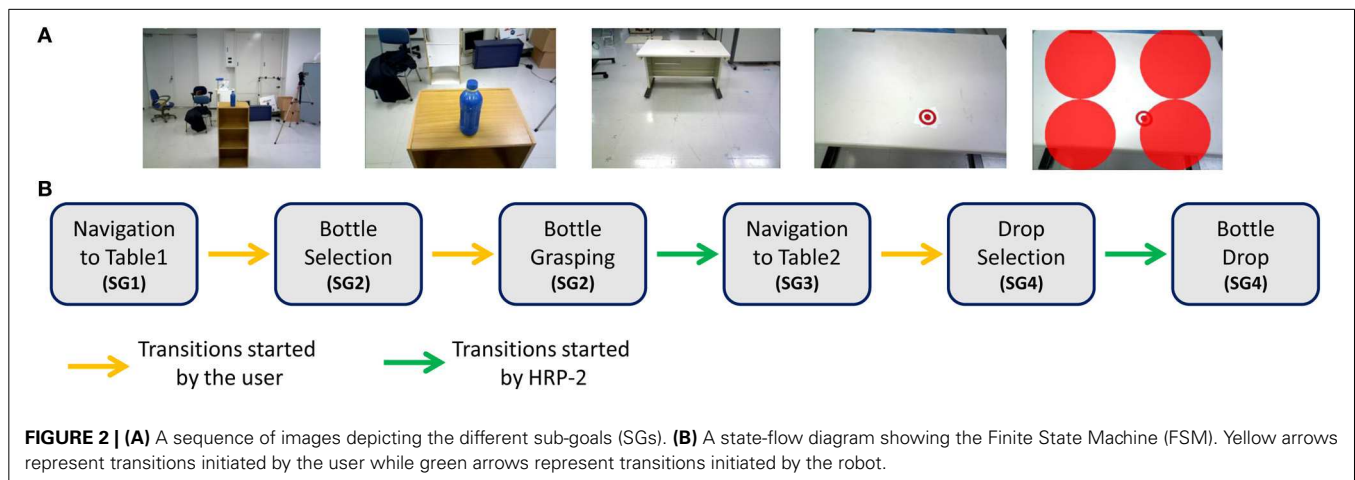 A
B
Navigation
to Table1
(SG1)
Bottle
Selection
(SG2)
Bottle
Grasping
(SG2)
Navigation
to Table2
(SG3)
Drop
Selection
(SG4)
Bottle
Drop
(SG4)
Transitions started
by the user
Transitions started
by HRP-2
FIGURE 2 | (A) A sequence of images depicting the different sub-goals (SGs). (B) A state-flow diagram showing the Finite State Machine (FSM). Yellow arrows
represent transitions initiated by the user while green arrows represent transitions initiated by the robot.